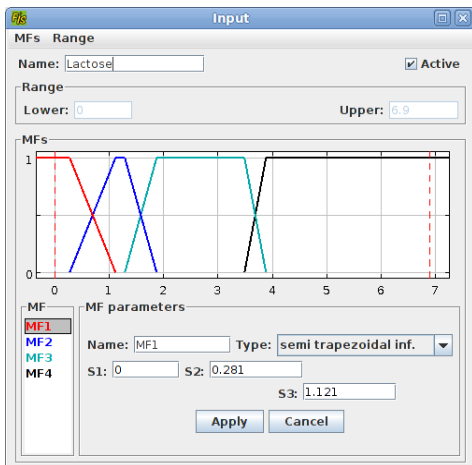 Fis Input
MFs Range
Name: Lactose Active
Range
Lower: 0 Upper: 6.9
MFs
1
0
0 1 2 3 4 5 6 7
MF MF parameters
MF1
MF2
MF3
MF4
Name: MF1 Type: semi trapezoidal inf.
S1: 0 S2: 0.281
S3: 1.121
Apply Cancel